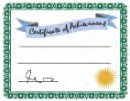 Certificate of Achievement